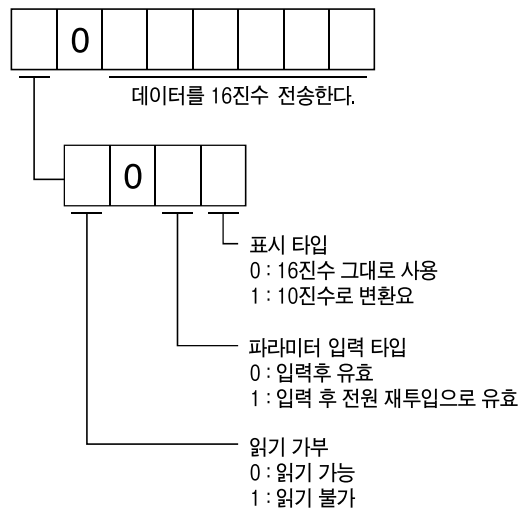 0
데이터를 16진수 전송한다.
0
표시 타입
0 : 16진수 그대로 사용
1 : 10진수로 변환요
파라미터 입력 타입
0 : 입력후 유효
1 : 입력 후 전원 재투입으로 유효
읽기 가부
0 : 읽기 가능
1 : 읽기 불가